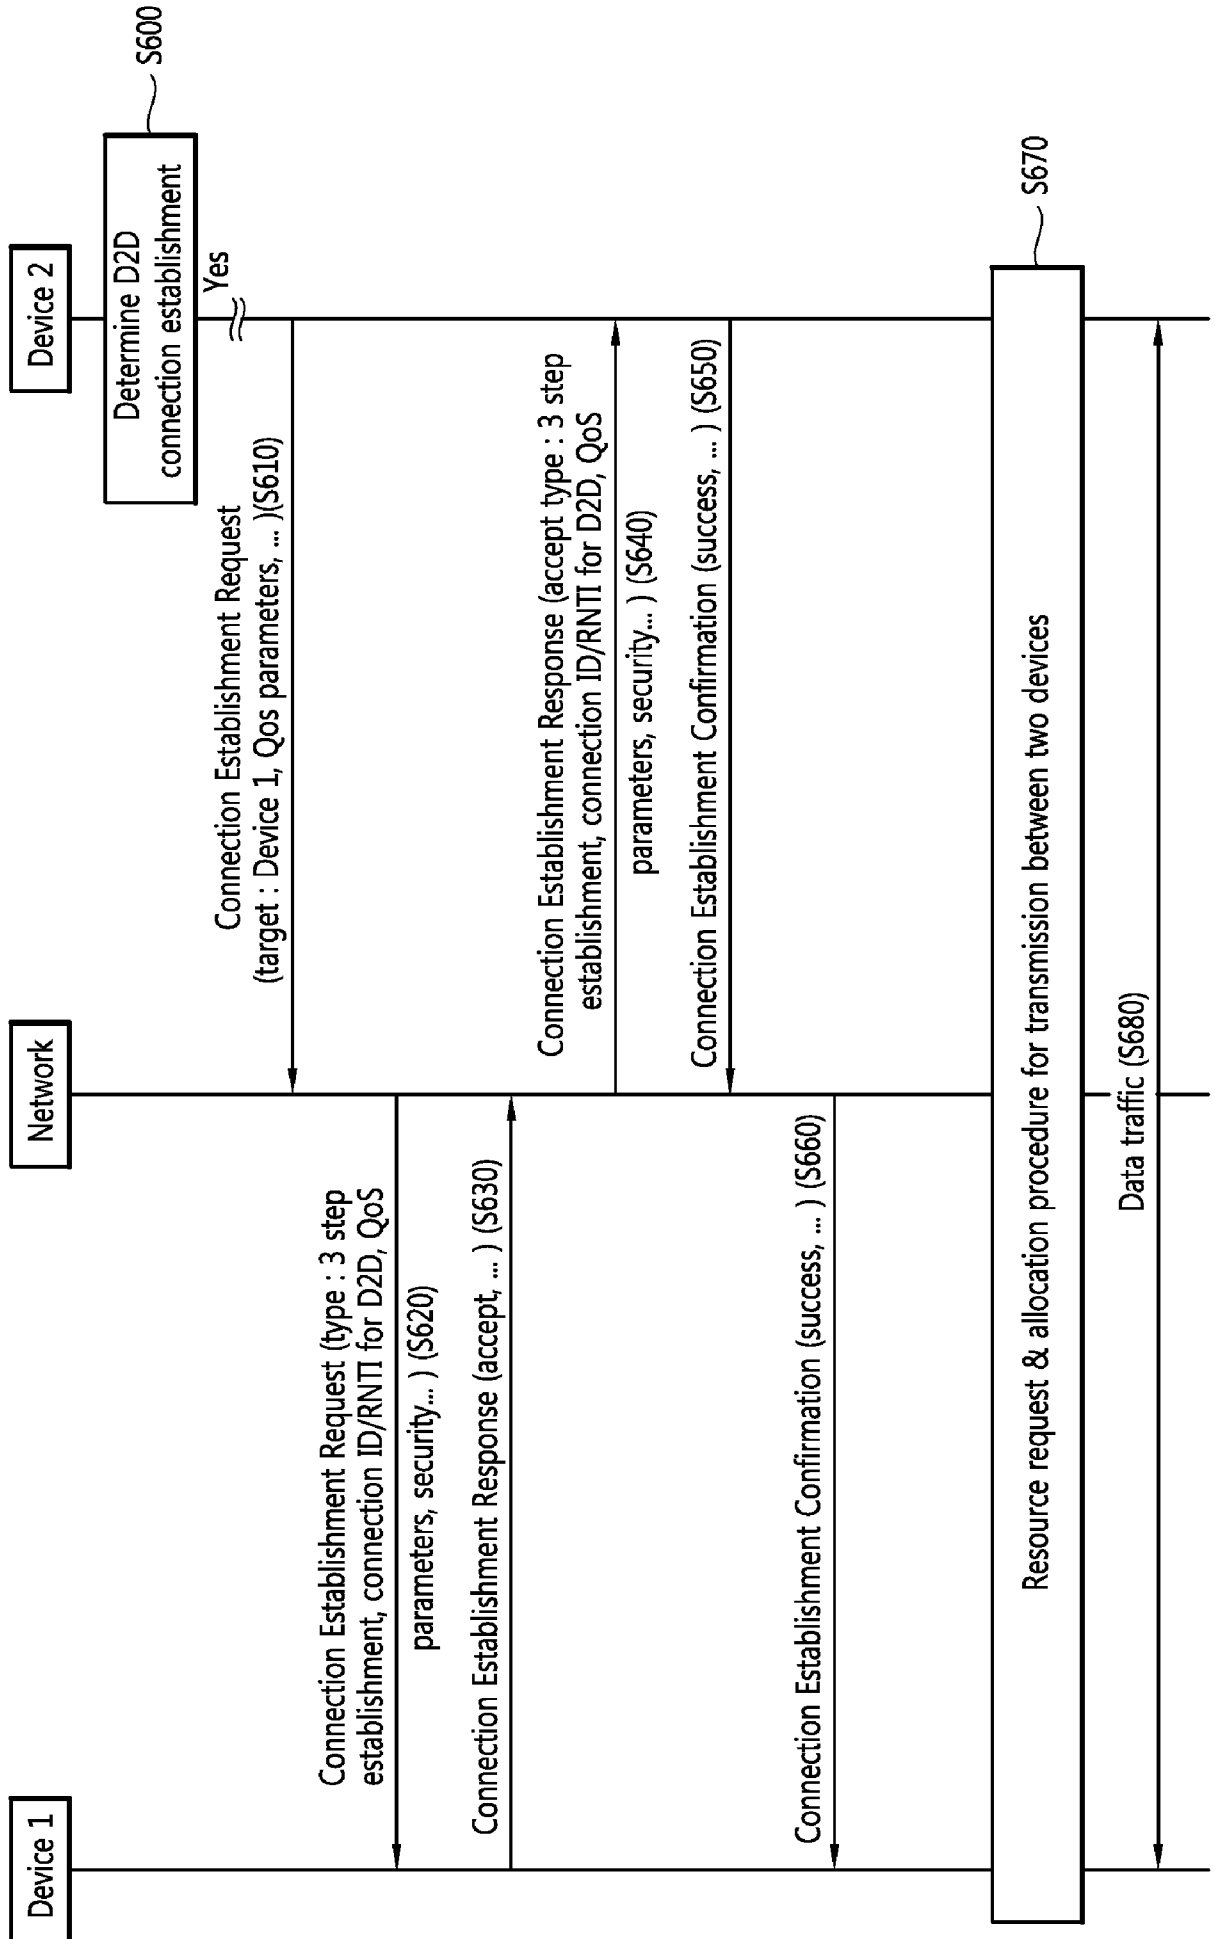 Device 1
Network
Device 2
Determine D2D
connection establishment
S600
Yes
Connection Establishment Request
(target : Device 1, Qos parameters, ... )(S610)
Connection Establishment Request (type : 3 step
establishment, connection ID/RNTI for D2D, QoS
parameters, security... ) (S620)
Connection Establishment Response (accept, ... ) (S630)
Connection Establishment Response (accept type : 3 step
establishment, connection ID/RNTI for D2D, QoS
parameters, security... ) (S640)
Connection Establishment Confirmation (success, ... ) (S650)
Connection Establishment Confirmation (success, ... ) (S660)
Resource request & allocation procedure for transmission between two devices
S670
Data traffic (S680)